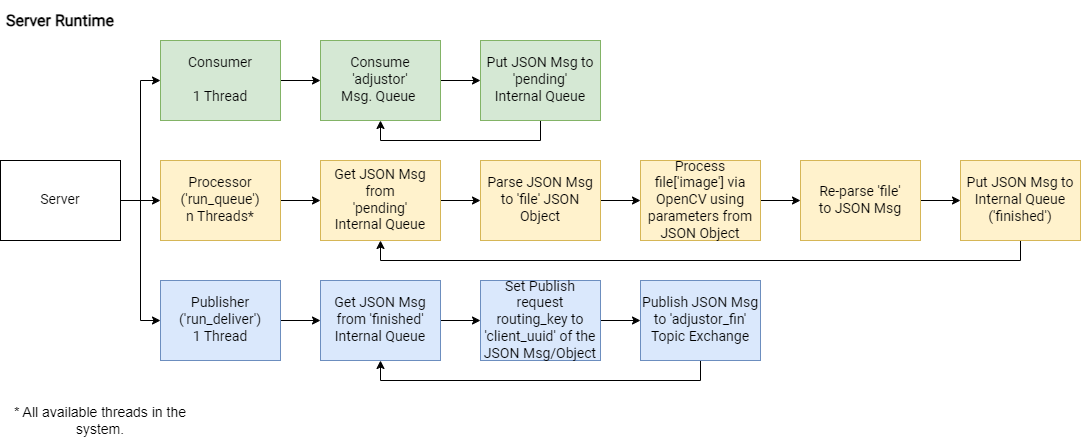 Server Runtime
Consumer
1 Thread
Consume
'adjustor'
Msg. Queue
Put JSON Msg to
'pending'
Internal Queue
Server
Processor
('run_queue')
n Threads*
Get JSON Msg
from
'pending'
Internal Queue
Parse JSON Msg
to 'file' JSON
Object
Process
file['image'] via
OpenCV using
parameters from
JSON Object
Re-parse 'file'
to JSON Msg
Put JSON Msg to
Internal Queue
('finished')
Publisher
('run_deliver')
1 Thread
Get JSON Msg
from 'finished'
Internal Queue
Set Publish
request
routing_key to
'client_uuid' of the
JSON Msg/Object
Publish JSON Msg
to 'adjustor_fin'
Topic Exchange
* All available threads in the
system.